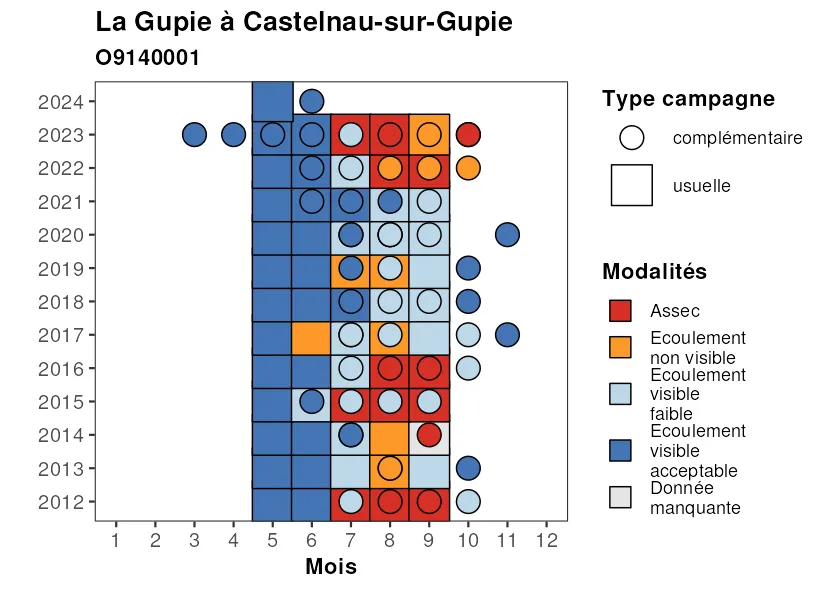 La Gupie à Castelnau-sur-Gupie
O9140001
2024
2023
2022
2021
2020
2019
2018
2017
2016
2015
2014
2013
2012
1 2 3 4 5 6 7 8 9 10 11 12
Mois
Type campagne
complémentaire
usuelle
Modalités
Assec
Ecoulement
non visible
Ecoulement
visible
faible
Ecoulement
visible
acceptable
Donnée
manquante